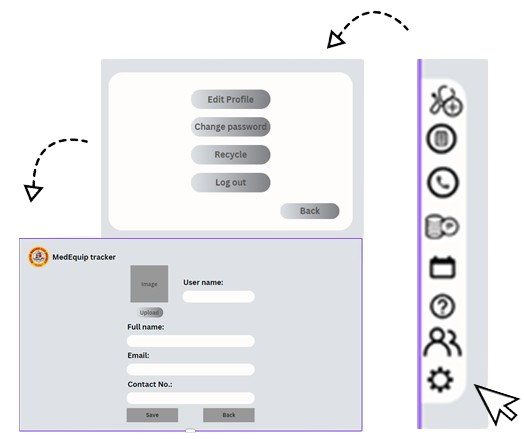 Edit Profile
Change password
Recycle
Log out
Back
MedEquip tracker
Image
User name:
Upload
Full name:
Email:
Contact No.:
Save
Back